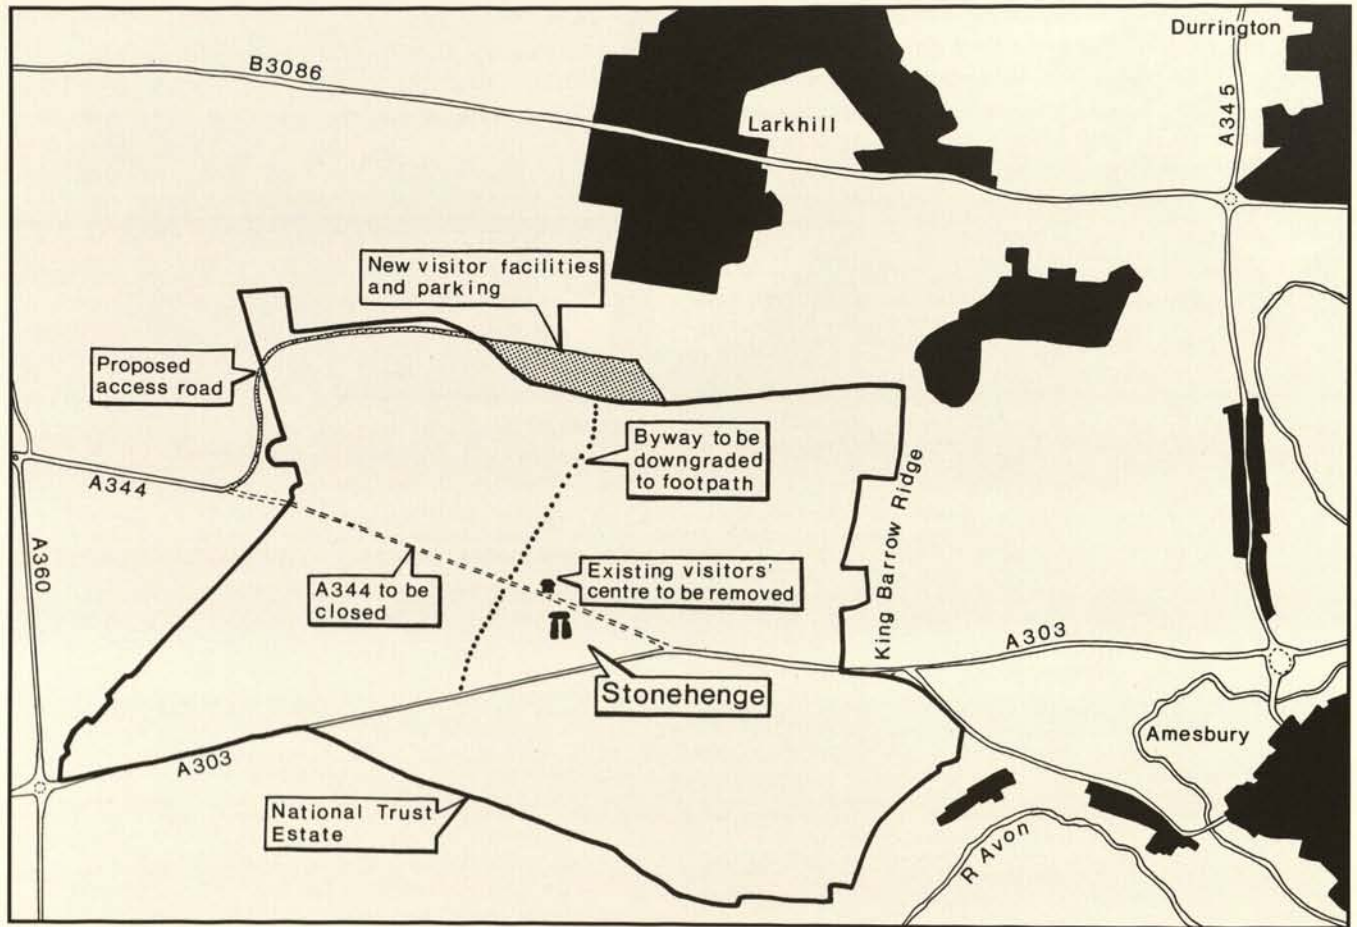 Durrington
B3086
A345
Larkhill
New visitor facilities
and parking
Proposed
access road
Byway to be
downgraded
to footpath
King Barrow Ridge
A344
A360
A344 to be
closed
Existing visitors'
centre to be removed
A303
Stonehenge
Amesbury
A303
National Trust
Estate
R Avon